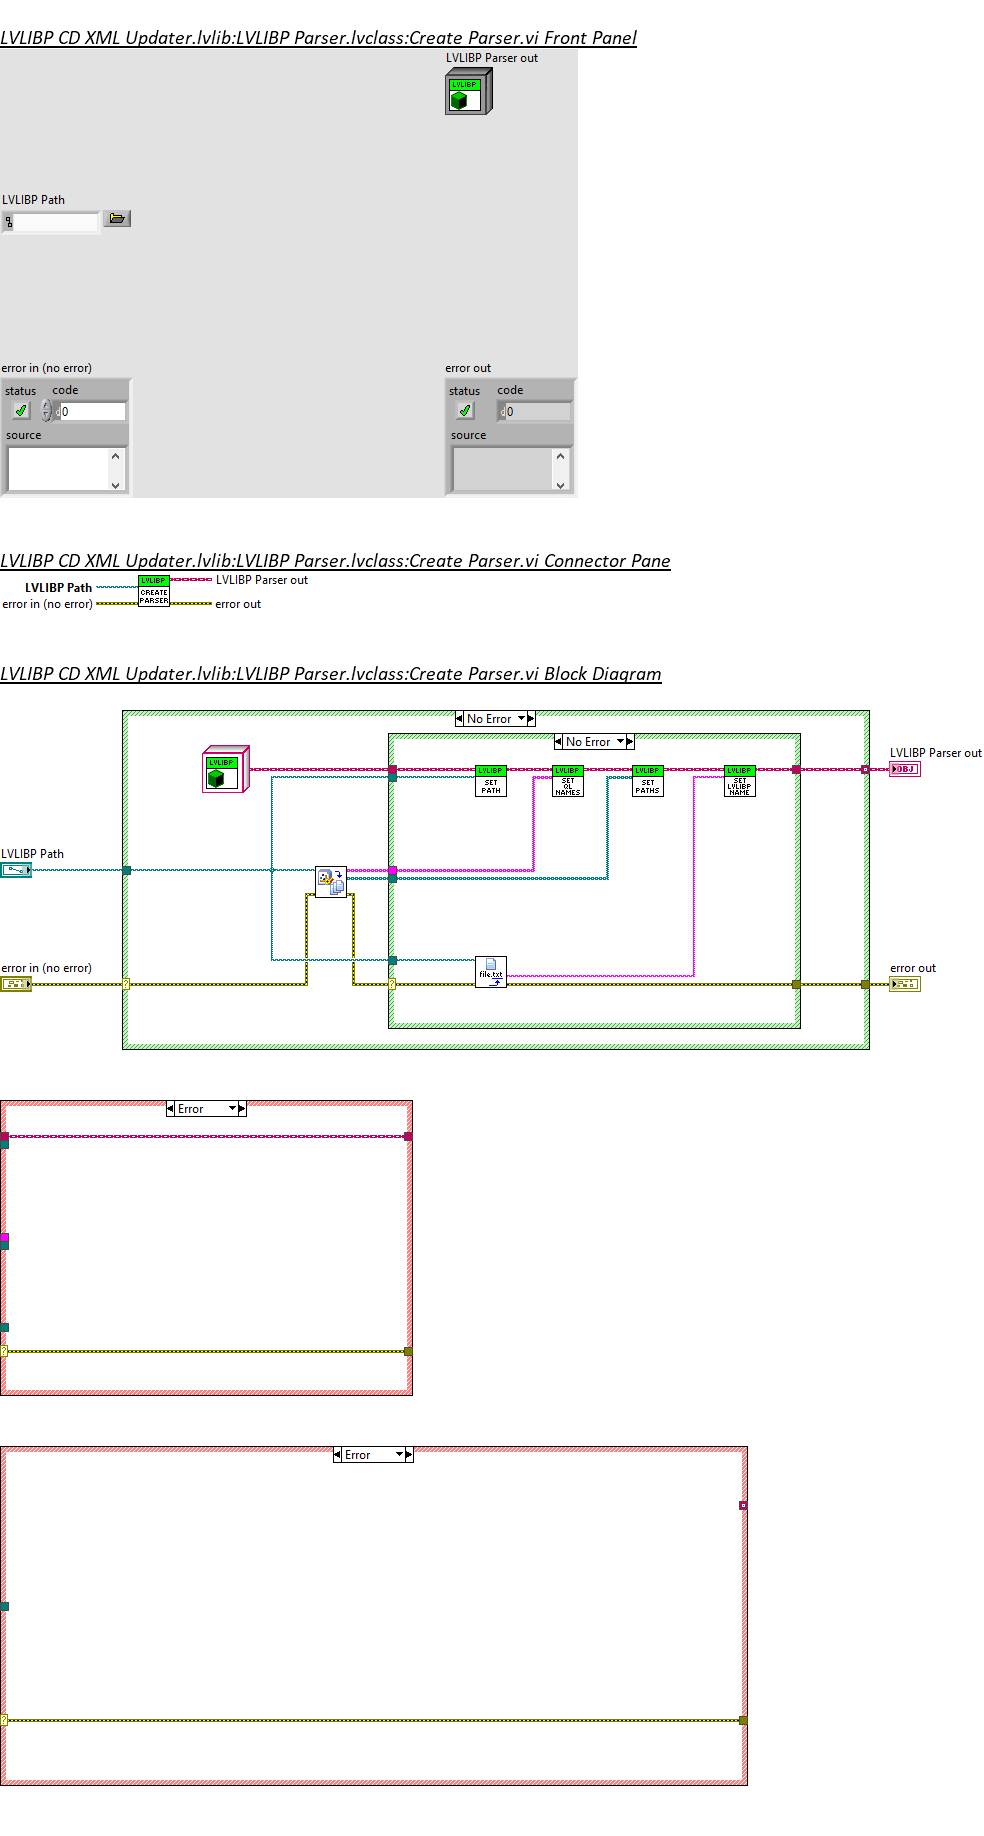 LVLIBP CD XML Updater.lvlib:LVLIBP Parser.lvclass:Create Parser.vi Front Panel
LVLIBP Parser out
LVLIBP
LVLIBP Path
error in (no error)
status code
0
source
error out
status code
0
source
LVLIBP CD XML Updater.lvlib:LVLIBP Parser.lvclass:Create Parser.vi Connector Pane
LVLIBP Path
error in (no error)
LVLIBP
CREATE
PARSER
LVLIBP Parser out
error out
LVLIBP CD XML Updater.lvlib:LVLIBP Parser.lvclass:Create Parser.vi Block Diagram
No Error
No Error
LVLIBP Parser out
OBJ
LVLIBP
LVLIBP
SET
PATH
LVLIBP
SET
QL
NAMES
LVLIBP
SET
PATHS
LVLIBP
SET
LVLIBP
NAME
LVLIBP Path
error in (no error)
?
?
file.txt
error out
Error
?
Error
?